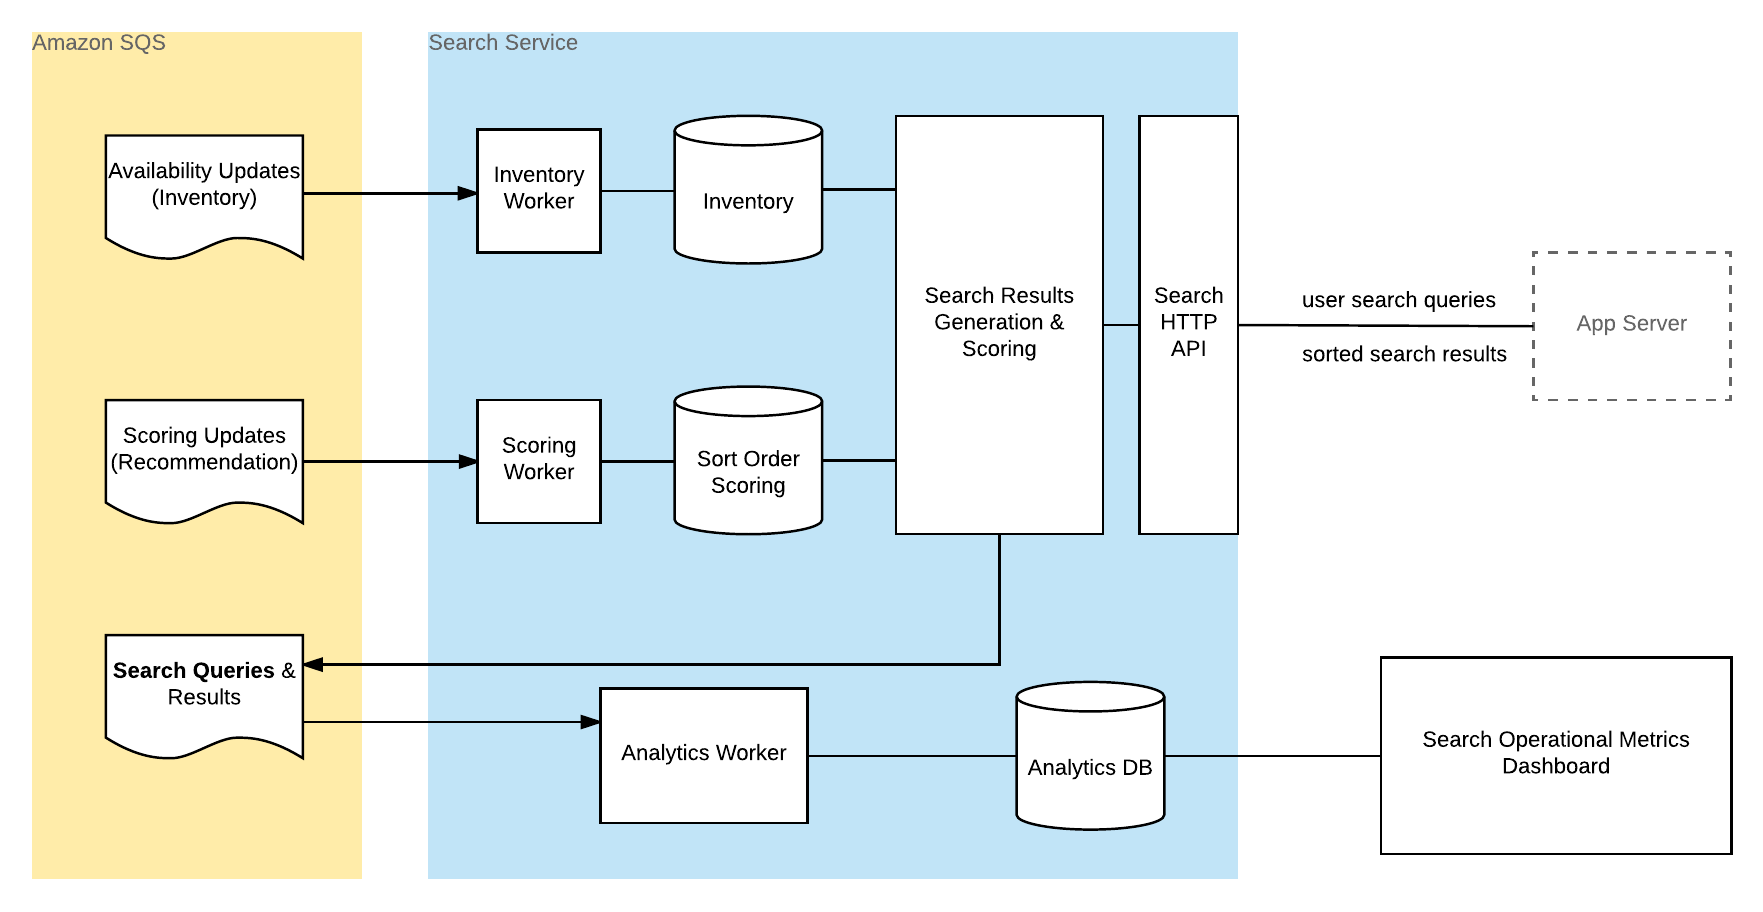 Amazon SQS
Search Service
Availability Updates
(Inventory)
Inventory
Worker
Inventory
Search Results
Generation &
Scoring
Search
HTTP
API
user search queries
sorted search results
App Server
Scoring Updates
(Recommendation)
Scoring
Worker
Sort Order
Scoring
Search Queries &
Results
Analytics Worker
Analytics DB
Search Operational Metrics
Dashboard